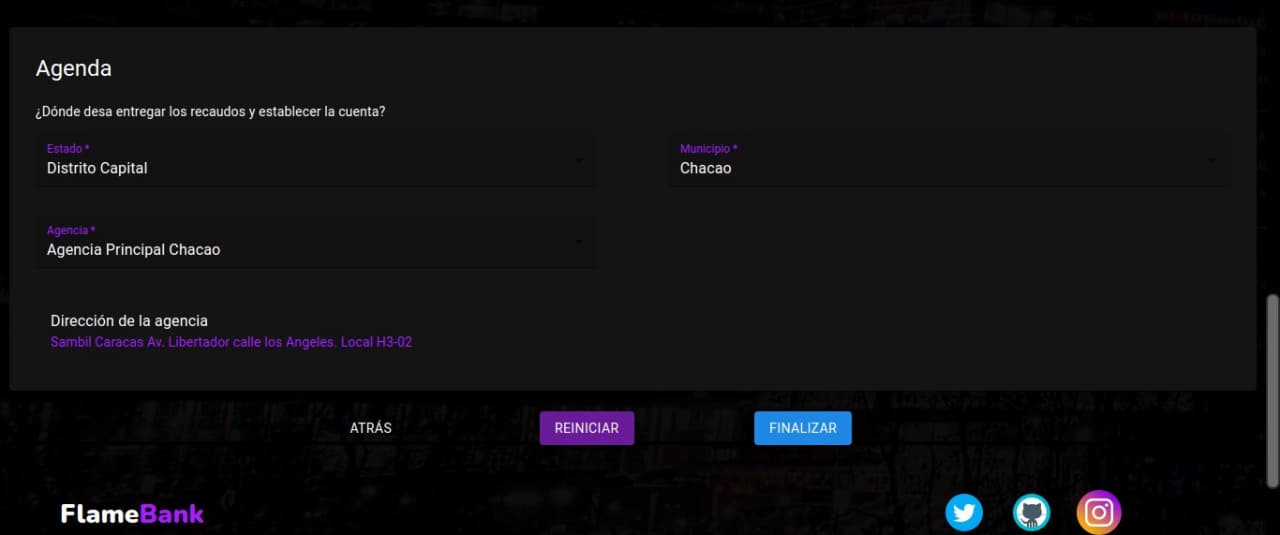 Agenda
¿Dónde desa entregar los recaudos y establecer la cuenta?
Estado *
Distrito Capital
Municipio *
Chacao
Agencia *
Agencia Principal Chacao
Dirección de la agencia
Sambil Caracas Av. Libertador calle los Angeles. Local H3-02
ATRÁS
REINICIAR
FINALIZAR
FlameBank